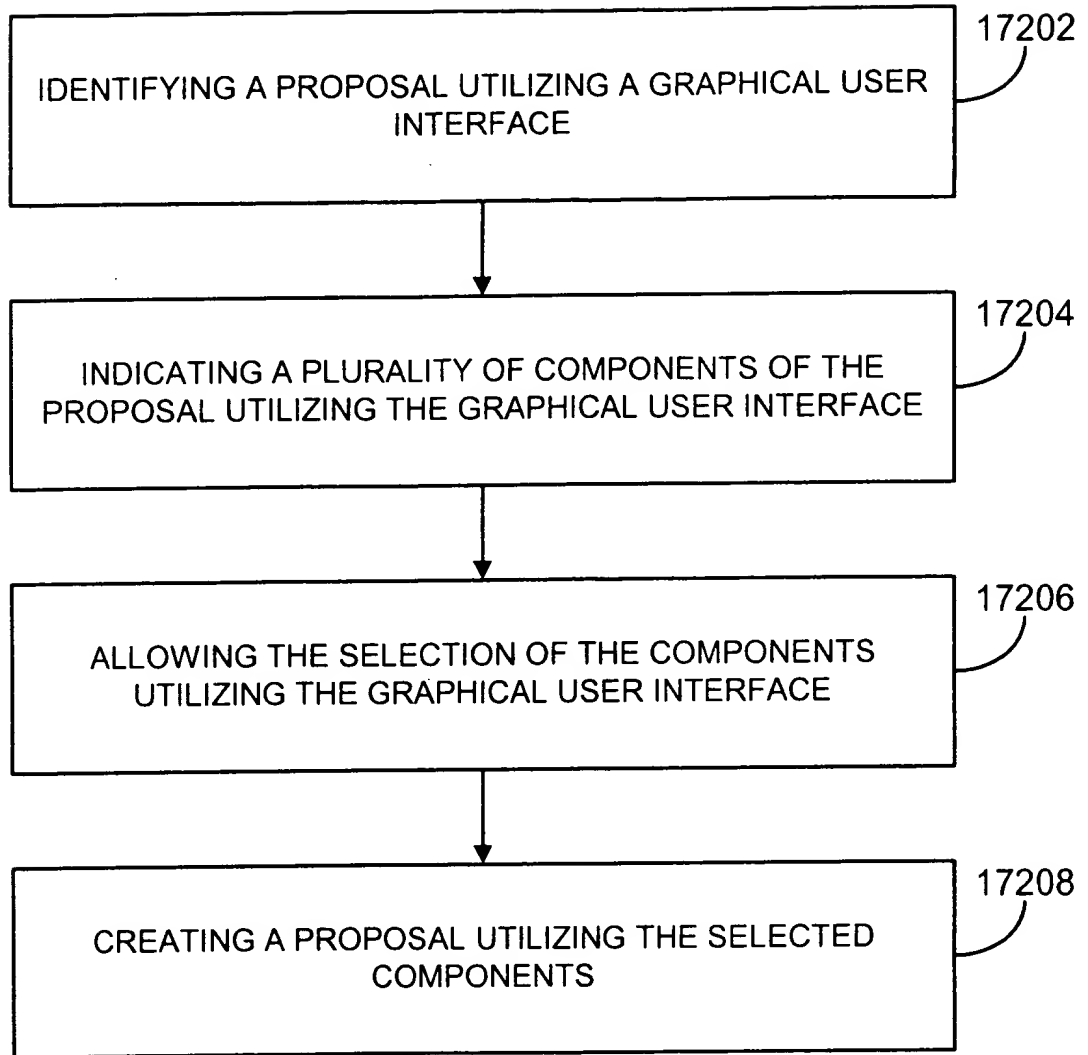 17202
IDENTIFYING A PROPOSAL UTILIZING A GRAPHICAL USER
INTERFACE
17204
INDICATING A PLURALITY OF COMPONENTS OF THE
PROPOSAL UTILIZING THE GRAPHICAL USER INTERFACE
17206
ALLOWING THE SELECTION OF THE COMPONENTS
UTILIZING THE GRAPHICAL USER INTERFACE
17208
CREATING A PROPOSAL UTILIZING THE SELECTED
COMPONENTS